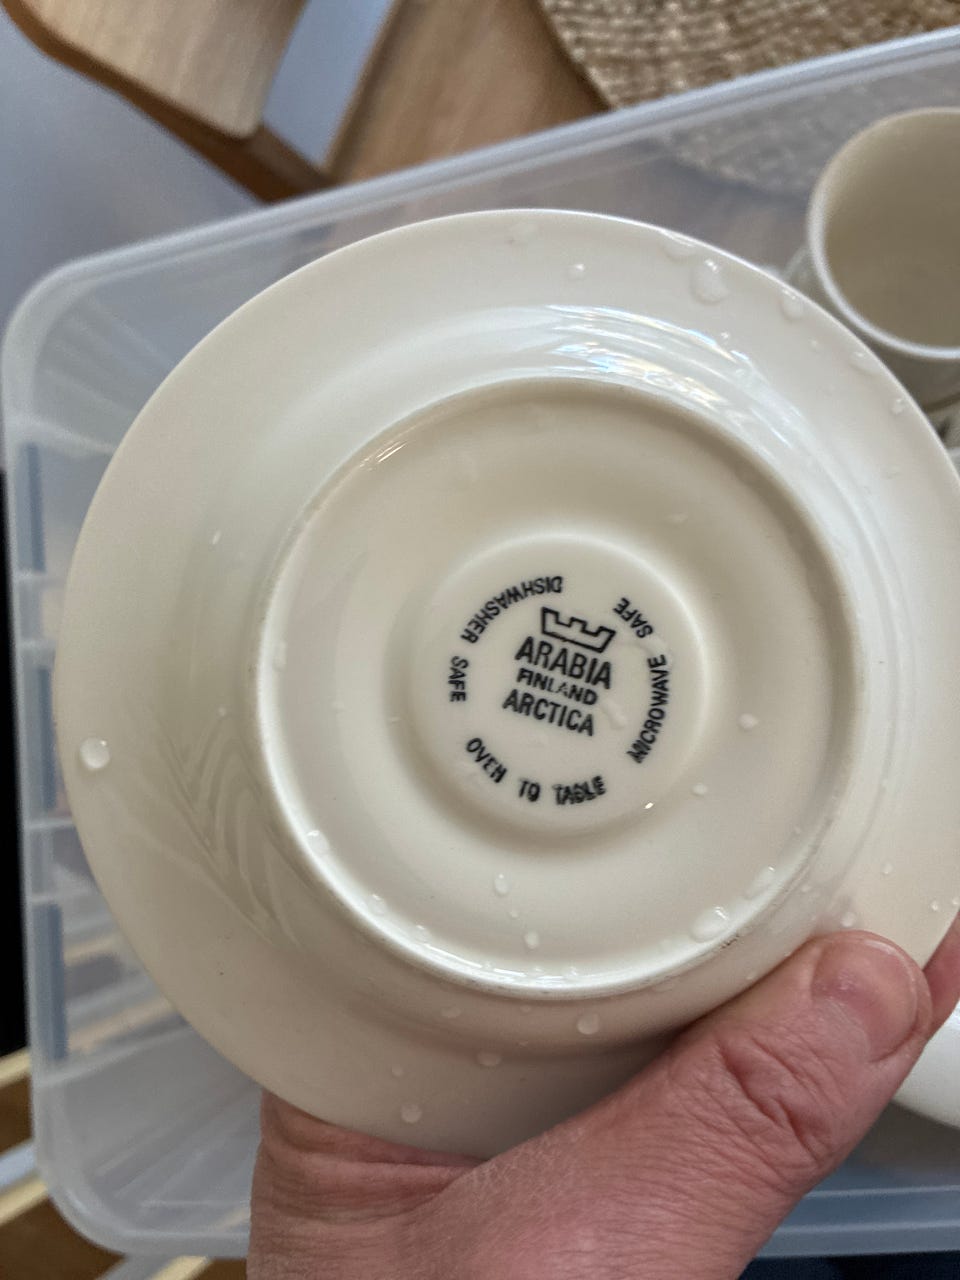 ARABIA
FINLAND
ARCTICA
DISHWASHER SAFE
OVEN TO TABLE
MICROWAVE SAFE